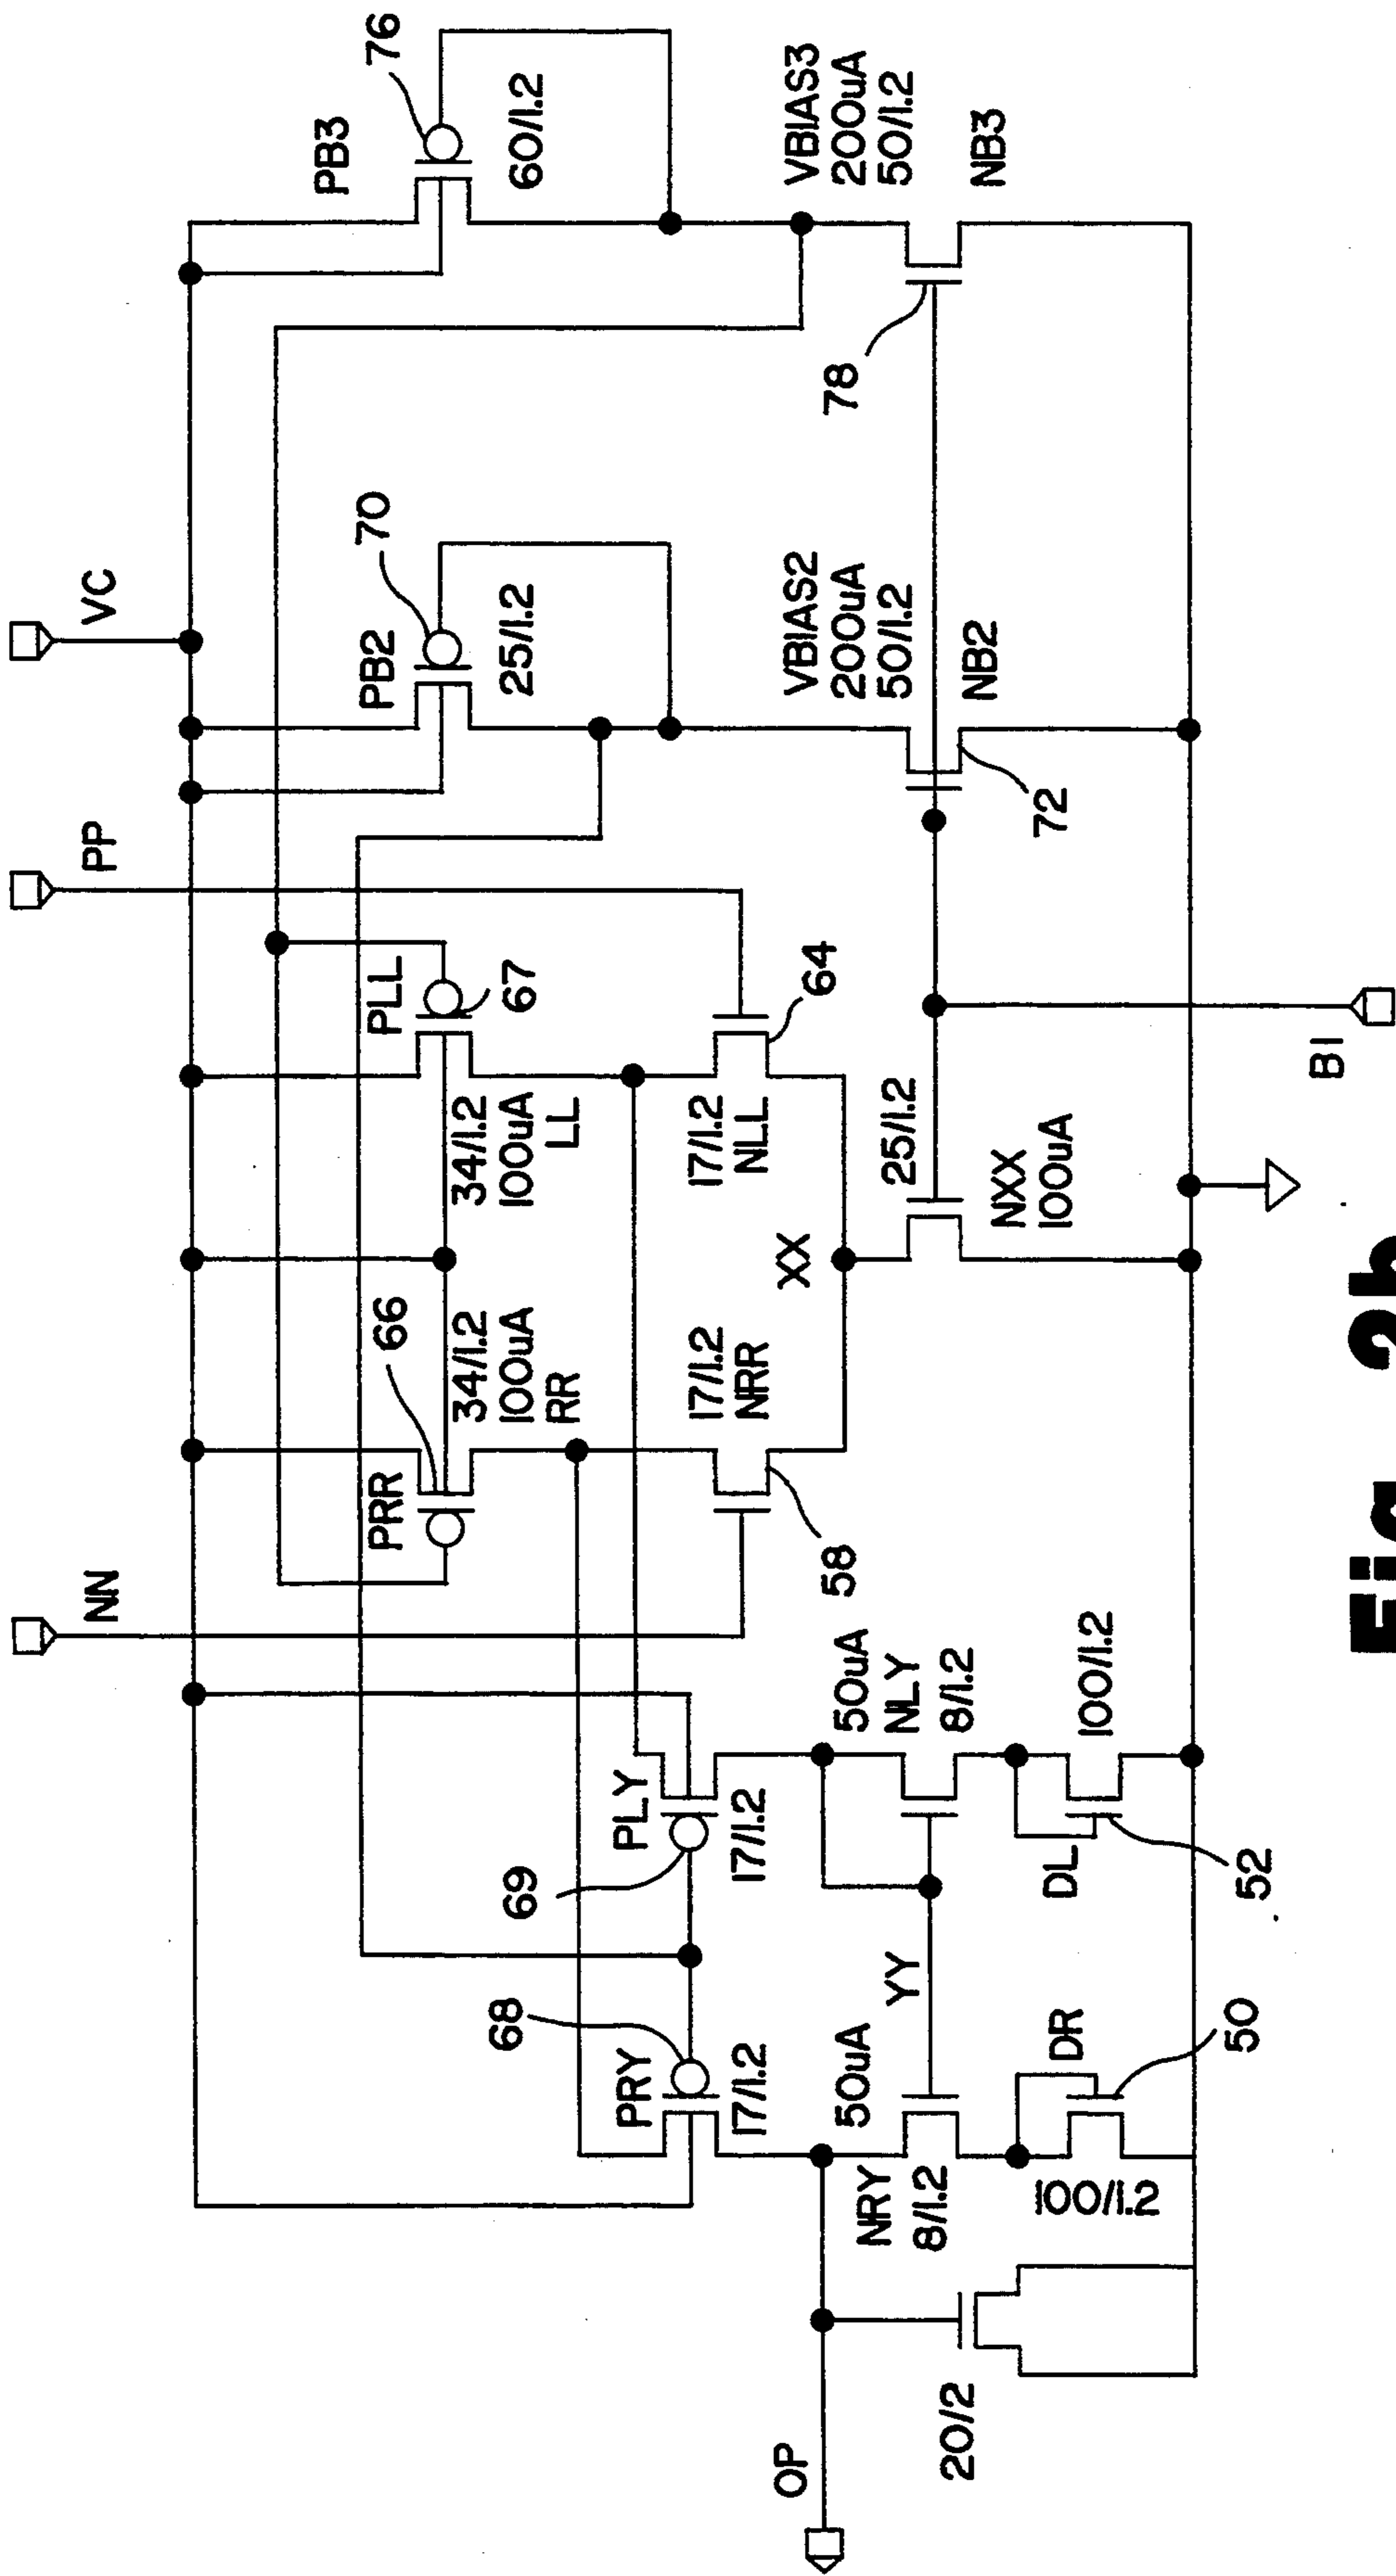 NN
PP
VC
PB3
76
60/1.2
PB2
70
25/1.2
PRR
66
34/1.2
100uA
RR
PLL
67
34/1.2
100uA
LL
68
PRY
17/1.2
69
PLY
17/1.2
17/1.2
NRR
58
17/1.2
NLL
64
XX
VBIAS2
200uA
50/1.2
NB2
72
VBIAS3
200uA
50/1.2
NB3
78
OP
50uA
NRY
8/1.2
YY
50uA
NLY
8/1.2
25/1.2
NXX
100uA
20/2
100/1.2
DR
50
DL
100/1.2
52
BI
Fig. 2b